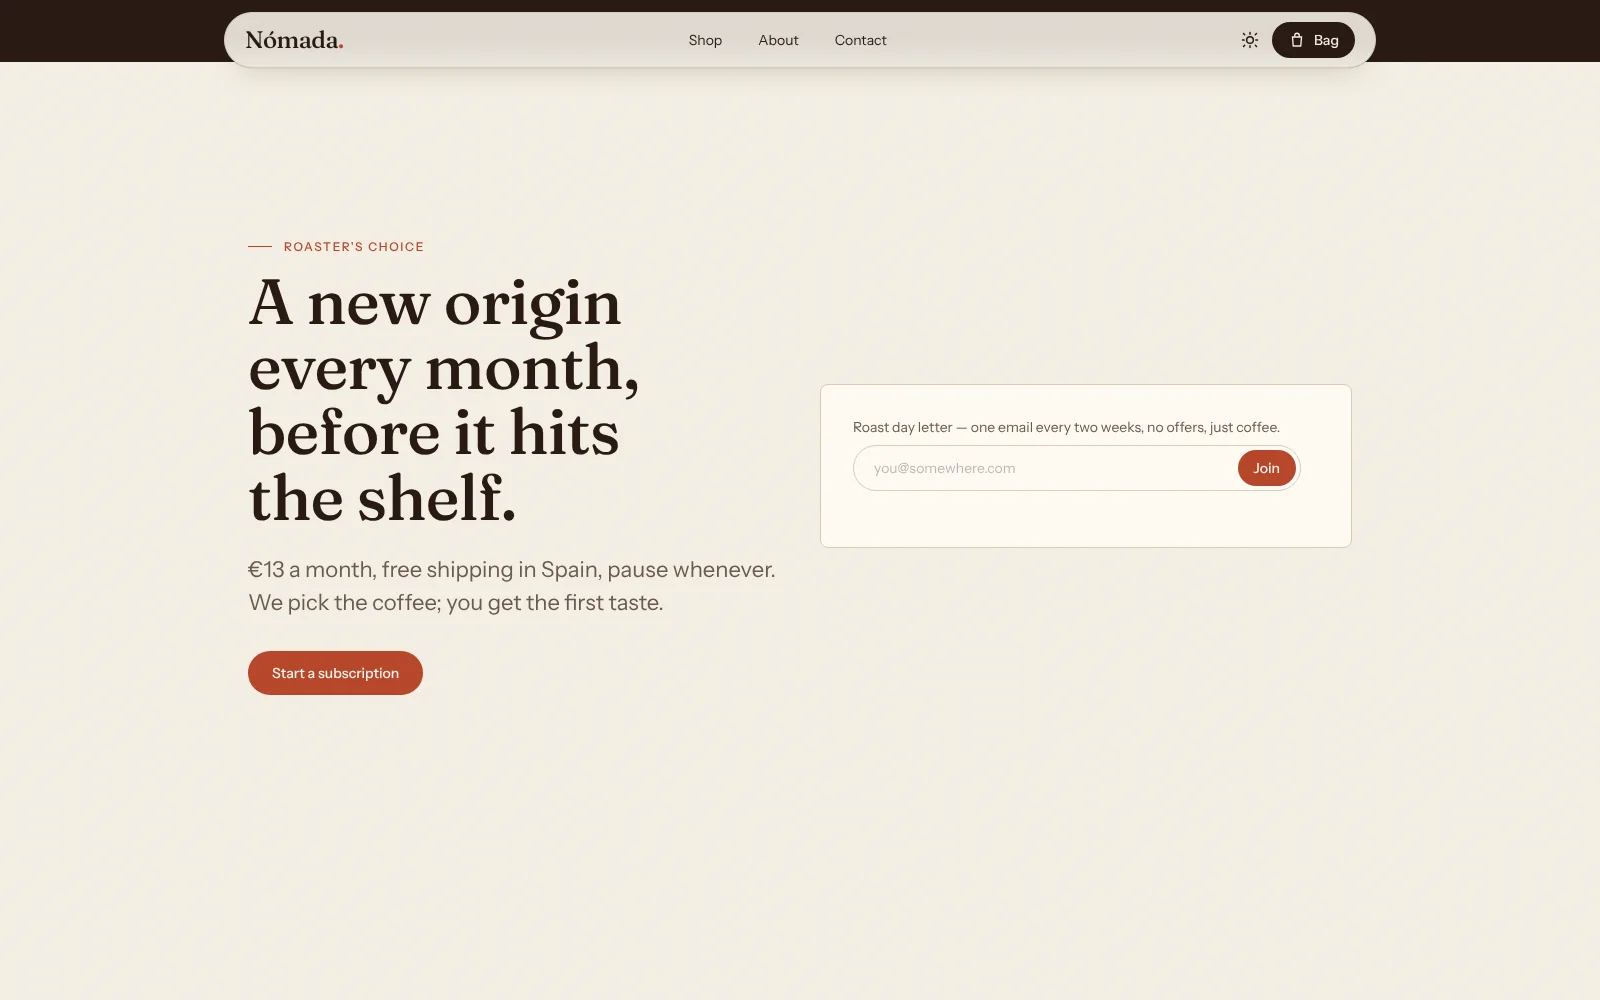 Nómada.
Shop
About
Contact
Bag
ROASTER'S CHOICE
A new origin
every month,
before it hits
the shelf.
€13 a month, free shipping in Spain, pause whenever.
We pick the coffee; you get the first taste.
Start a subscription
Roast day letter — one email every two weeks, no offers, just coffee.
you@somewhere.com
Join